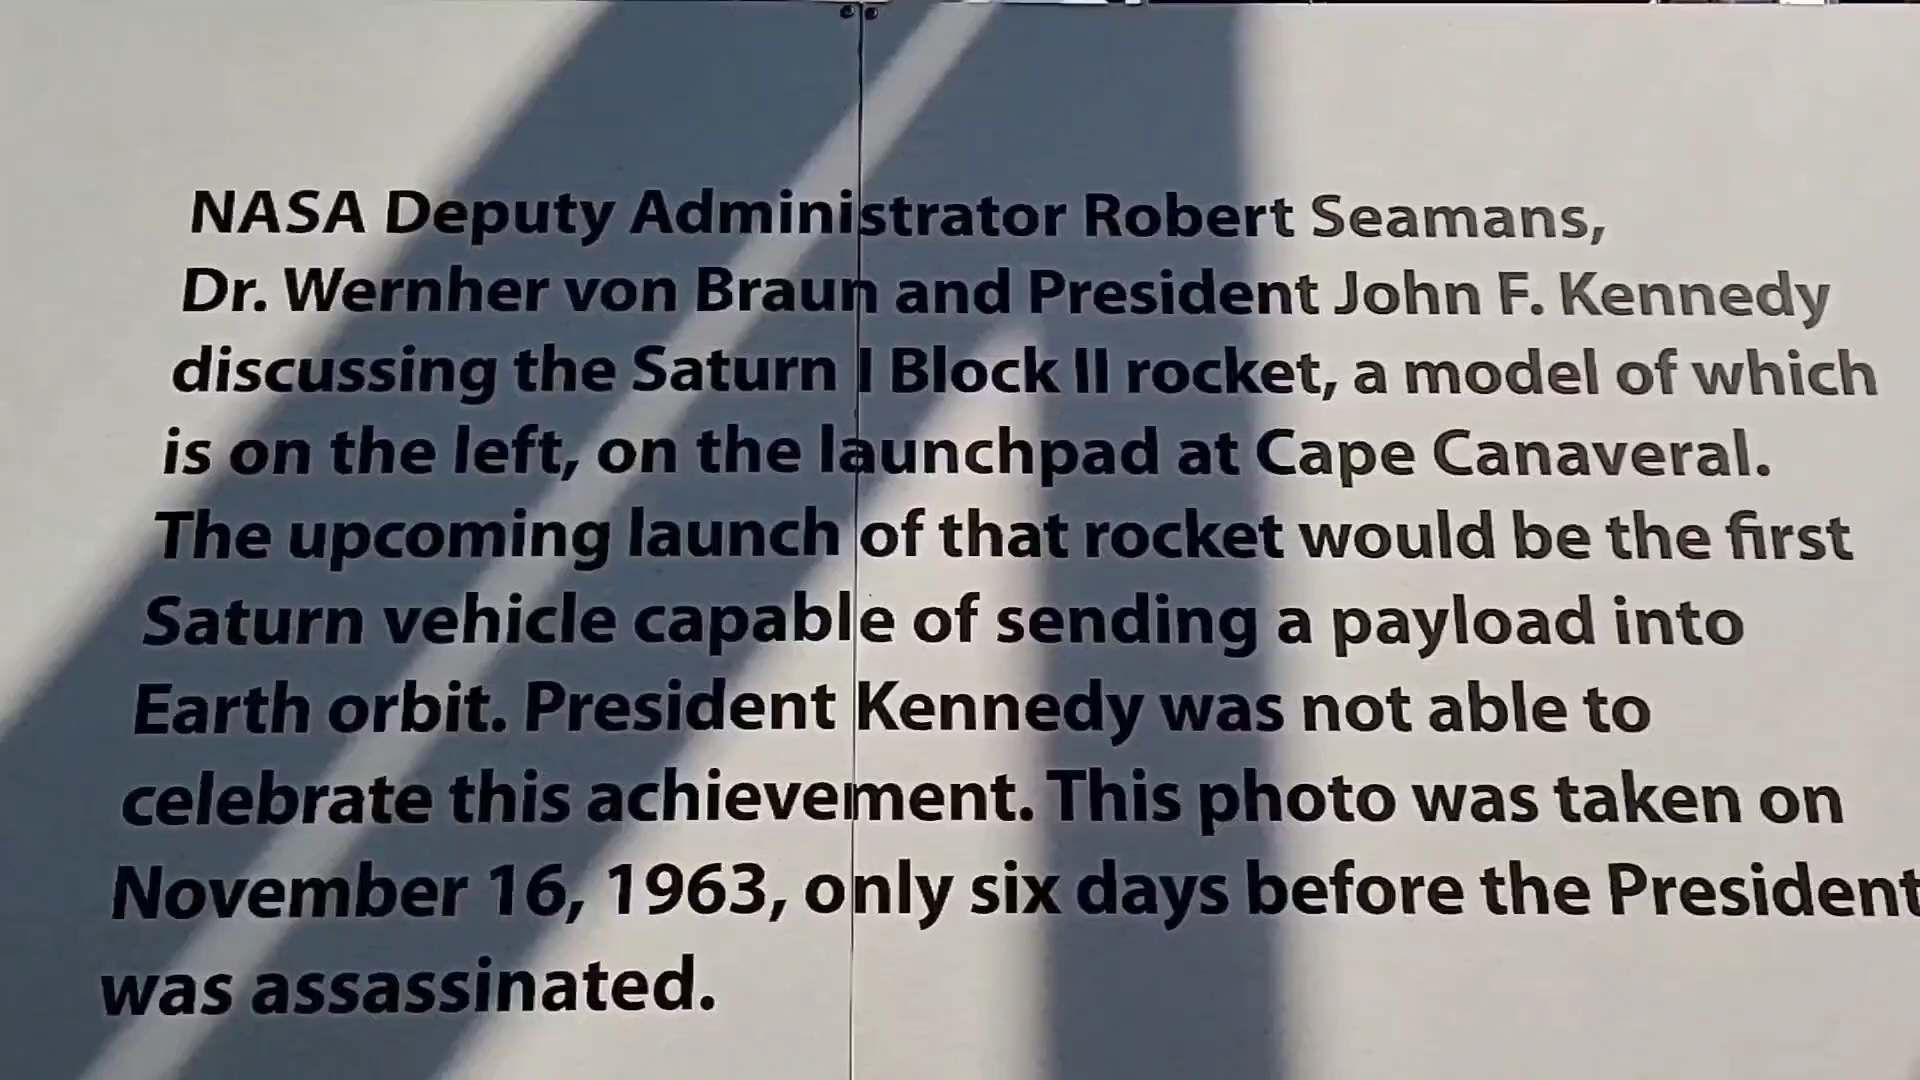 NASA Deputy Administrator Robert Seamans,
Dr. Wernher von Braun and President John F. Kennedy
discussing the Saturn I Block II rocket, a model of which
is on the left, on the launchpad at Cape Canaveral.
The upcoming launch of that rocket would be the first
Saturn vehicle capable of sending a payload into
Earth orbit. President Kennedy was not able to
celebrate this achievement. This photo was taken on
November 16, 1963, only six days before the President
was assassinated.